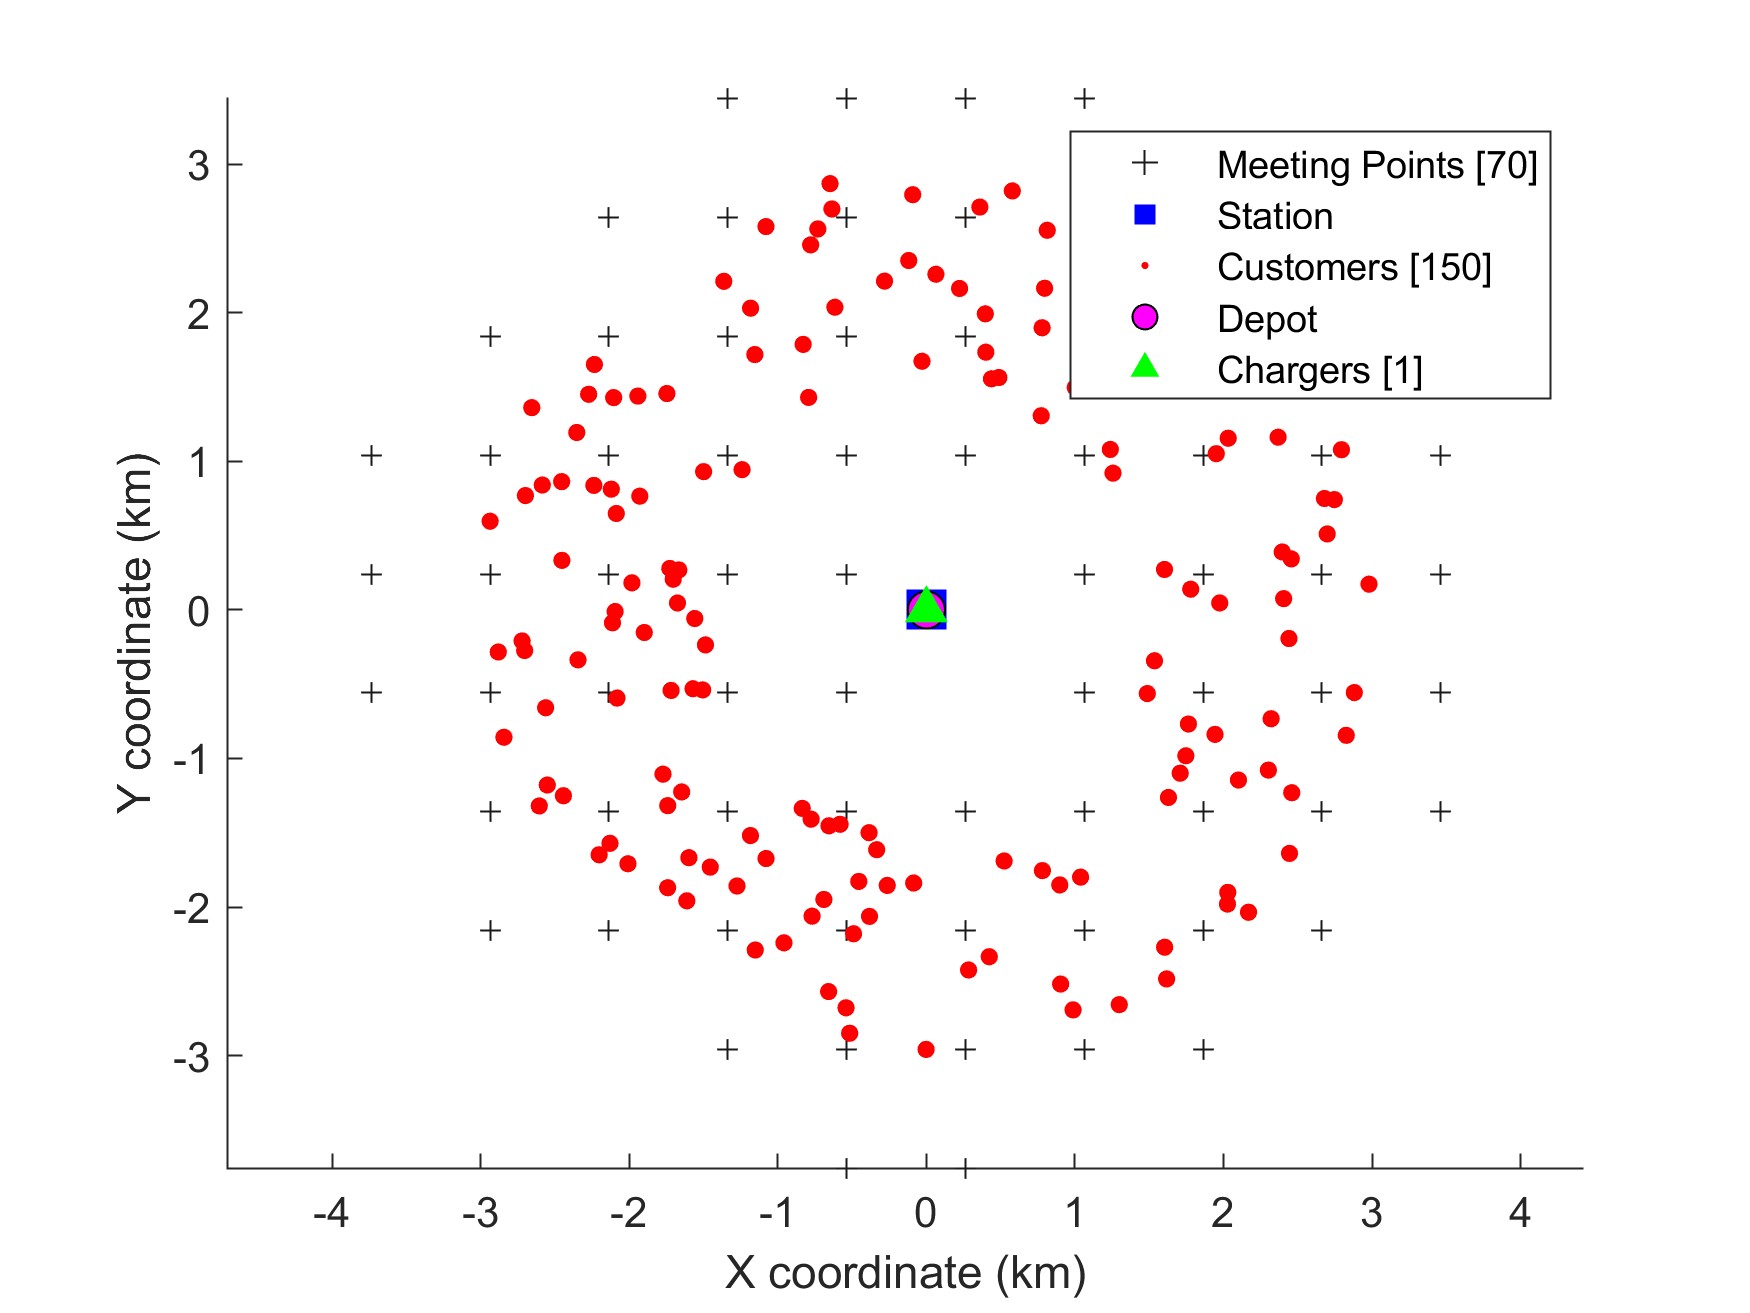 3
2
1
0
-1
-2
-3
Y coordinate (km)
Meeting Points [70]
Station
Customers [150]
Depot
Chargers [1]
-4 -3 -2 -1 0 1 2 3 4
X coordinate (km)